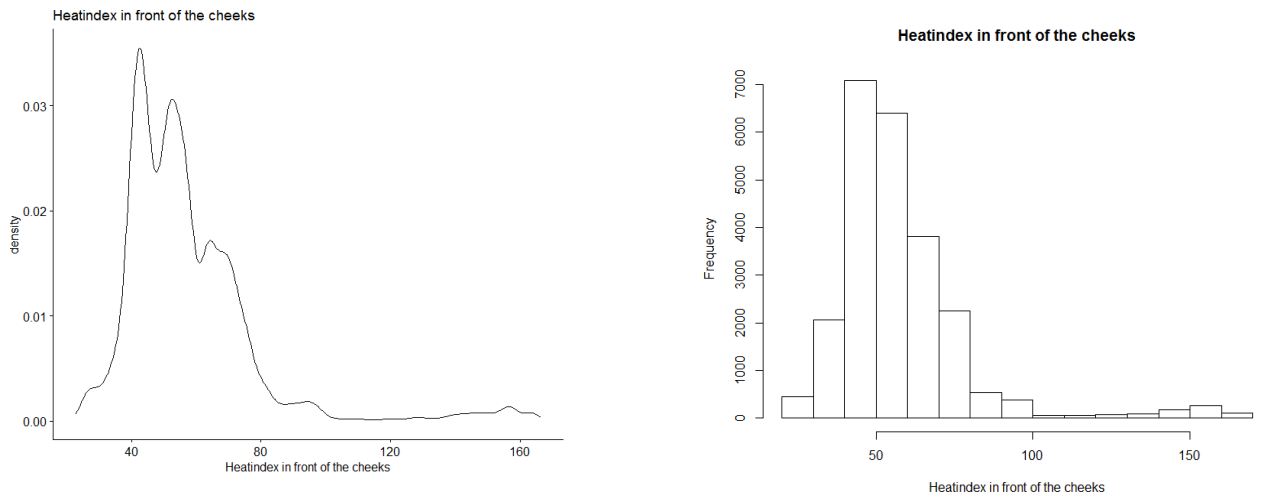 Heatindex in front of the cheeks
density
0.03
0.02
0.01
0.00
40 80 120 160
Heatindex in front of the cheeks
Heatindex in front of the cheeks
Frequency
7000
6000
5000
4000
3000
2000
1000
0
50 100 150
Heatindex in front of the cheeks